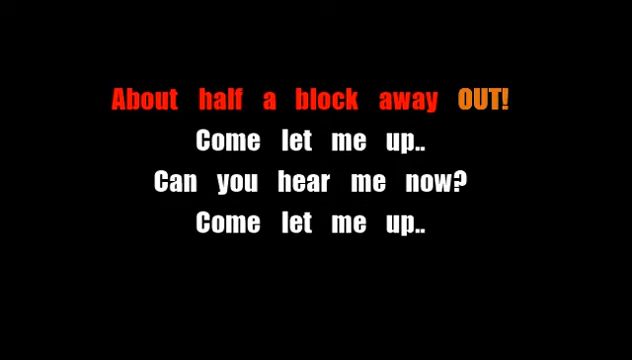 About half a block away OUT!
Come let me up..
Can you hear me now?
Come let me up..